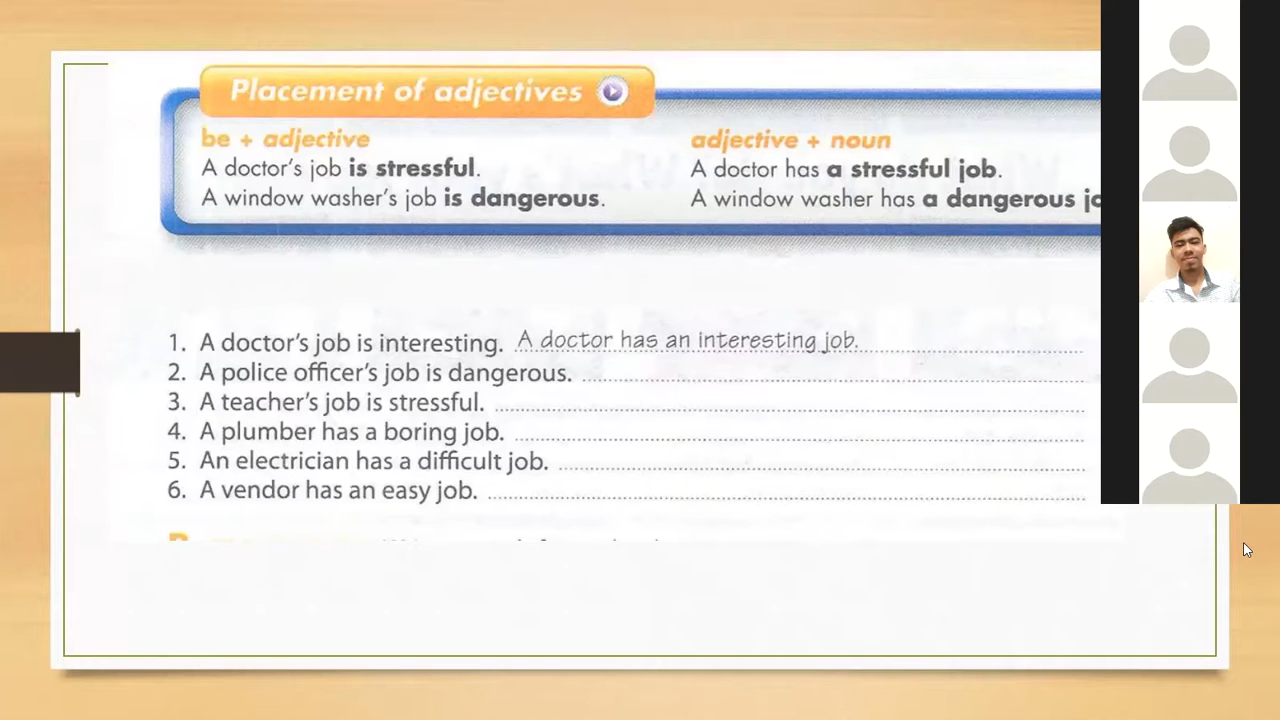 Placement of adjectives
be + adjective
A doctor's job is stressful.
A window washer's job is dangerous.
adjective + noun
A doctor has a stressful job.
A window washer has a dangerous
1. A doctor's job is interesting. A doctor has an interesting job.
2. A police officer's job is dangerous.
3. A teacher's job is stressful.
4. A plumber has a boring job.
5. An electrician has a difficult job.
6. A vendor has an easy job.